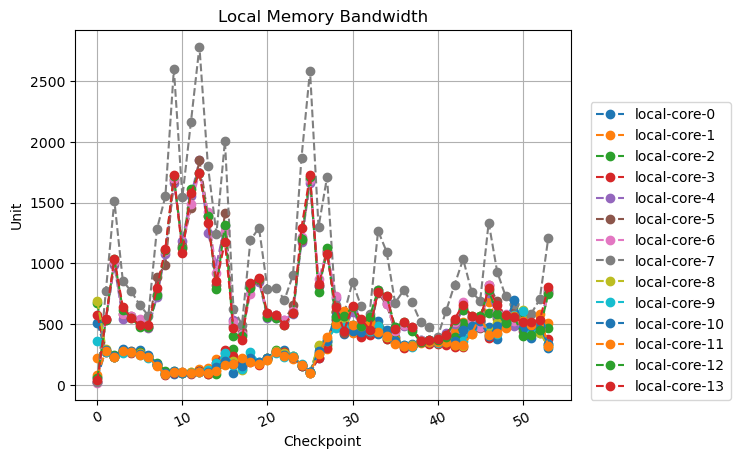 Local Memory Bandwidth
Unit
2500
2000
1500
1000
500
0
0
10
20
30
40
50
Checkpoint
local-core-0
local-core-1
local-core-2
local-core-3
local-core-4
local-core-5
local-core-6
local-core-7
local-core-8
local-core-9
local-core-10
local-core-11
local-core-12
local-core-13